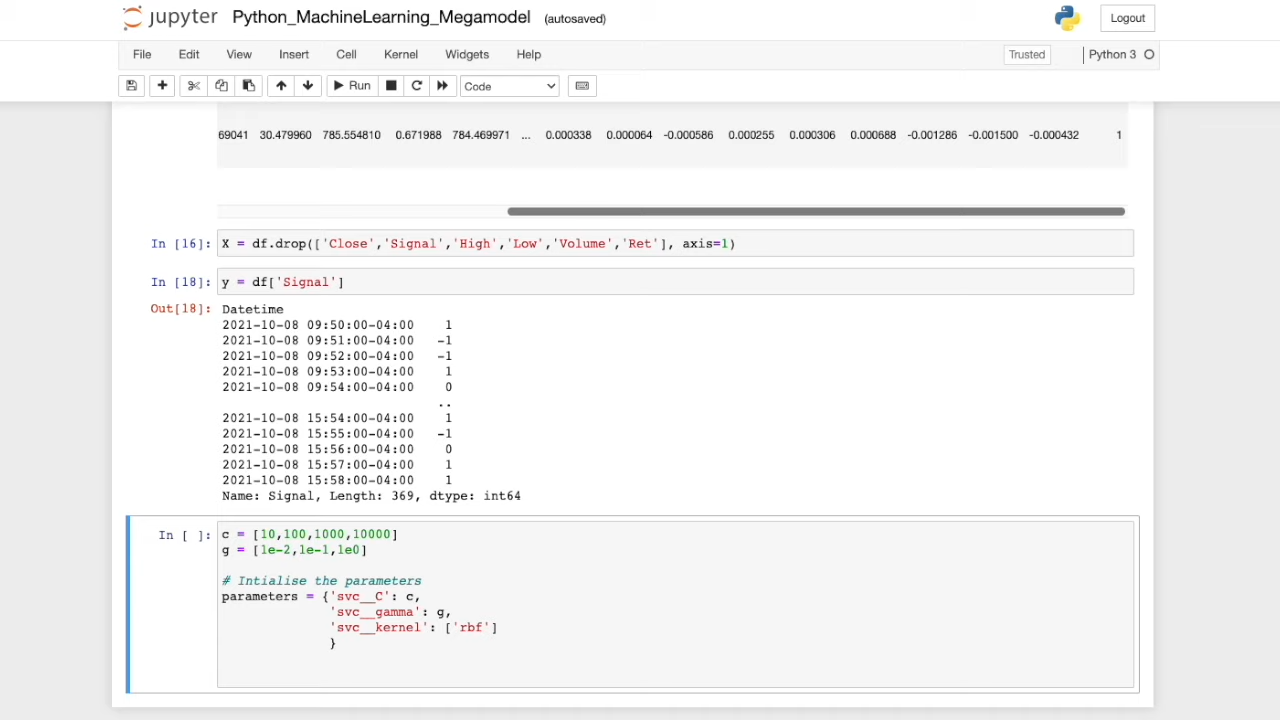 jupyter Python_MachineLearning_Megamodel (autosaved) Logout
File Edit View Insert Cell Kernel Widgets Help Trusted Python 3
Run Code
69041 30.479960 785.554810 0.671988 784.469971 ... 0.000338 0.000064 -0.000586 0.000255 0.000306 0.000688 -0.001286 -0.001500 -0.000432 1
In [16]: X = df.drop(['Close','Signal','High','Low','Volume','Ret'], axis=1)
In [18]: y = df['Signal']
Out[18]: Datetime
2021-10-08 09:50:00-04:00 1
2021-10-08 09:51:00-04:00 -1
2021-10-08 09:52:00-04:00 -1
2021-10-08 09:53:00-04:00 1
2021-10-08 09:54:00-04:00 0
..
2021-10-08 15:54:00-04:00 1
2021-10-08 15:55:00-04:00 -1
2021-10-08 15:56:00-04:00 0
2021-10-08 15:57:00-04:00 1
2021-10-08 15:58:00-04:00 1
Name: Signal, Length: 369, dtype: int64
In [ ]: c = [10,100,1000,10000]
g = [1e-2,1e-1,1e0]
# Intialise the parameters
parameters = {'svc__C': c,
'svc__gamma': g,
'svc__kernel': ['rbf']
}